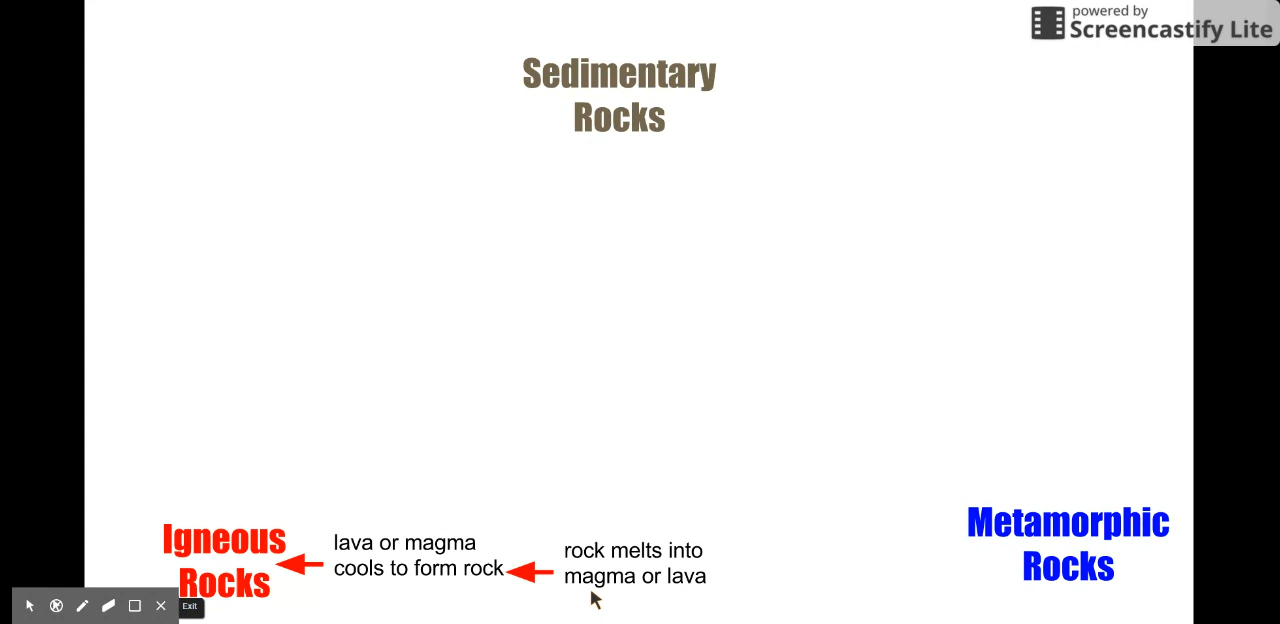 powered by
Screencastify Lite
Sedimentary
Rocks
Igneous
Rocks
lava or magma
cools to form rock
rock melts into
magma or lava
Metamorphic
Rocks
Exit